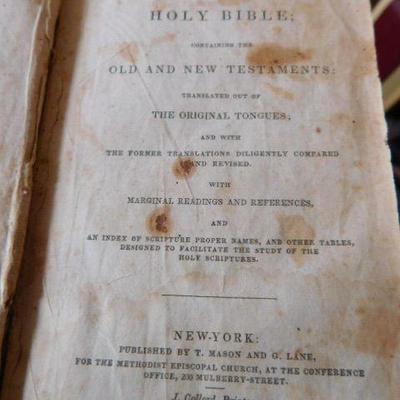 HOLY BIBLE;
CONTAINING THE
OLD AND NEW TESTAMENTS:
TRANSLATED OUT OF
THE ORIGINAL TONGUES;
AND WITH
THE FORMER TRANSLATIONS DILIGENTLY COMPARED
AND REVISED.
WITH
MARGINAL READINGS AND REFERENCES,
AND
AN INDEX OF SCRIPTURE PROPER NAMES, AND OTHER TABLES,
DESIGNED TO FACILITATE THE STUDY OF THE
HOLY SCRIPTURES.
NEW-YORK:
PUBLISHED BY T. MASON AND G. LANE,
FOR THE METHODIST EPISCOPAL CHURCH, AT THE CONFERENCE
OFFICE, 200 MULBERRY-STREET.
J. Collord, Printer